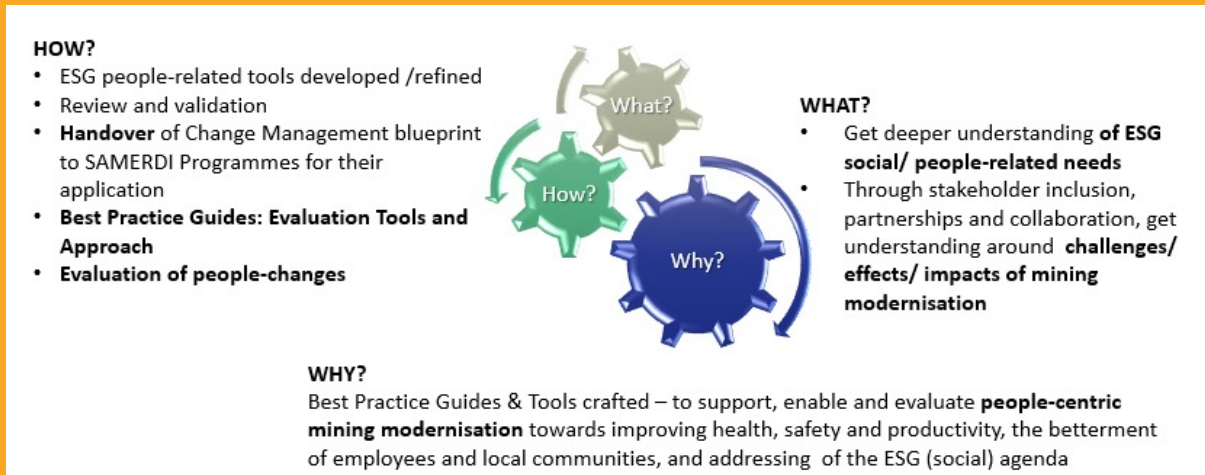 HOW?
• ESG people-related tools developed /refined
• Review and validation
• Handover of Change Management blueprint
to SAMERDI Programmes for their
application
• Best Practice Guides: Evaluation Tools and
Approach
• Evaluation of people-changes
What?
How?
Why?
WHAT?
• Get deeper understanding of ESG
social/ people-related needs
• Through stakeholder inclusion,
partnerships and collaboration, get
understanding around challenges/
effects/ impacts of mining
modernisation
WHY?
Best Practice Guides & Tools crafted – to support, enable and evaluate people-centric
mining modernisation towards improving health, safety and productivity, the betterment
of employees and local communities, and addressing of the ESG (social) agenda